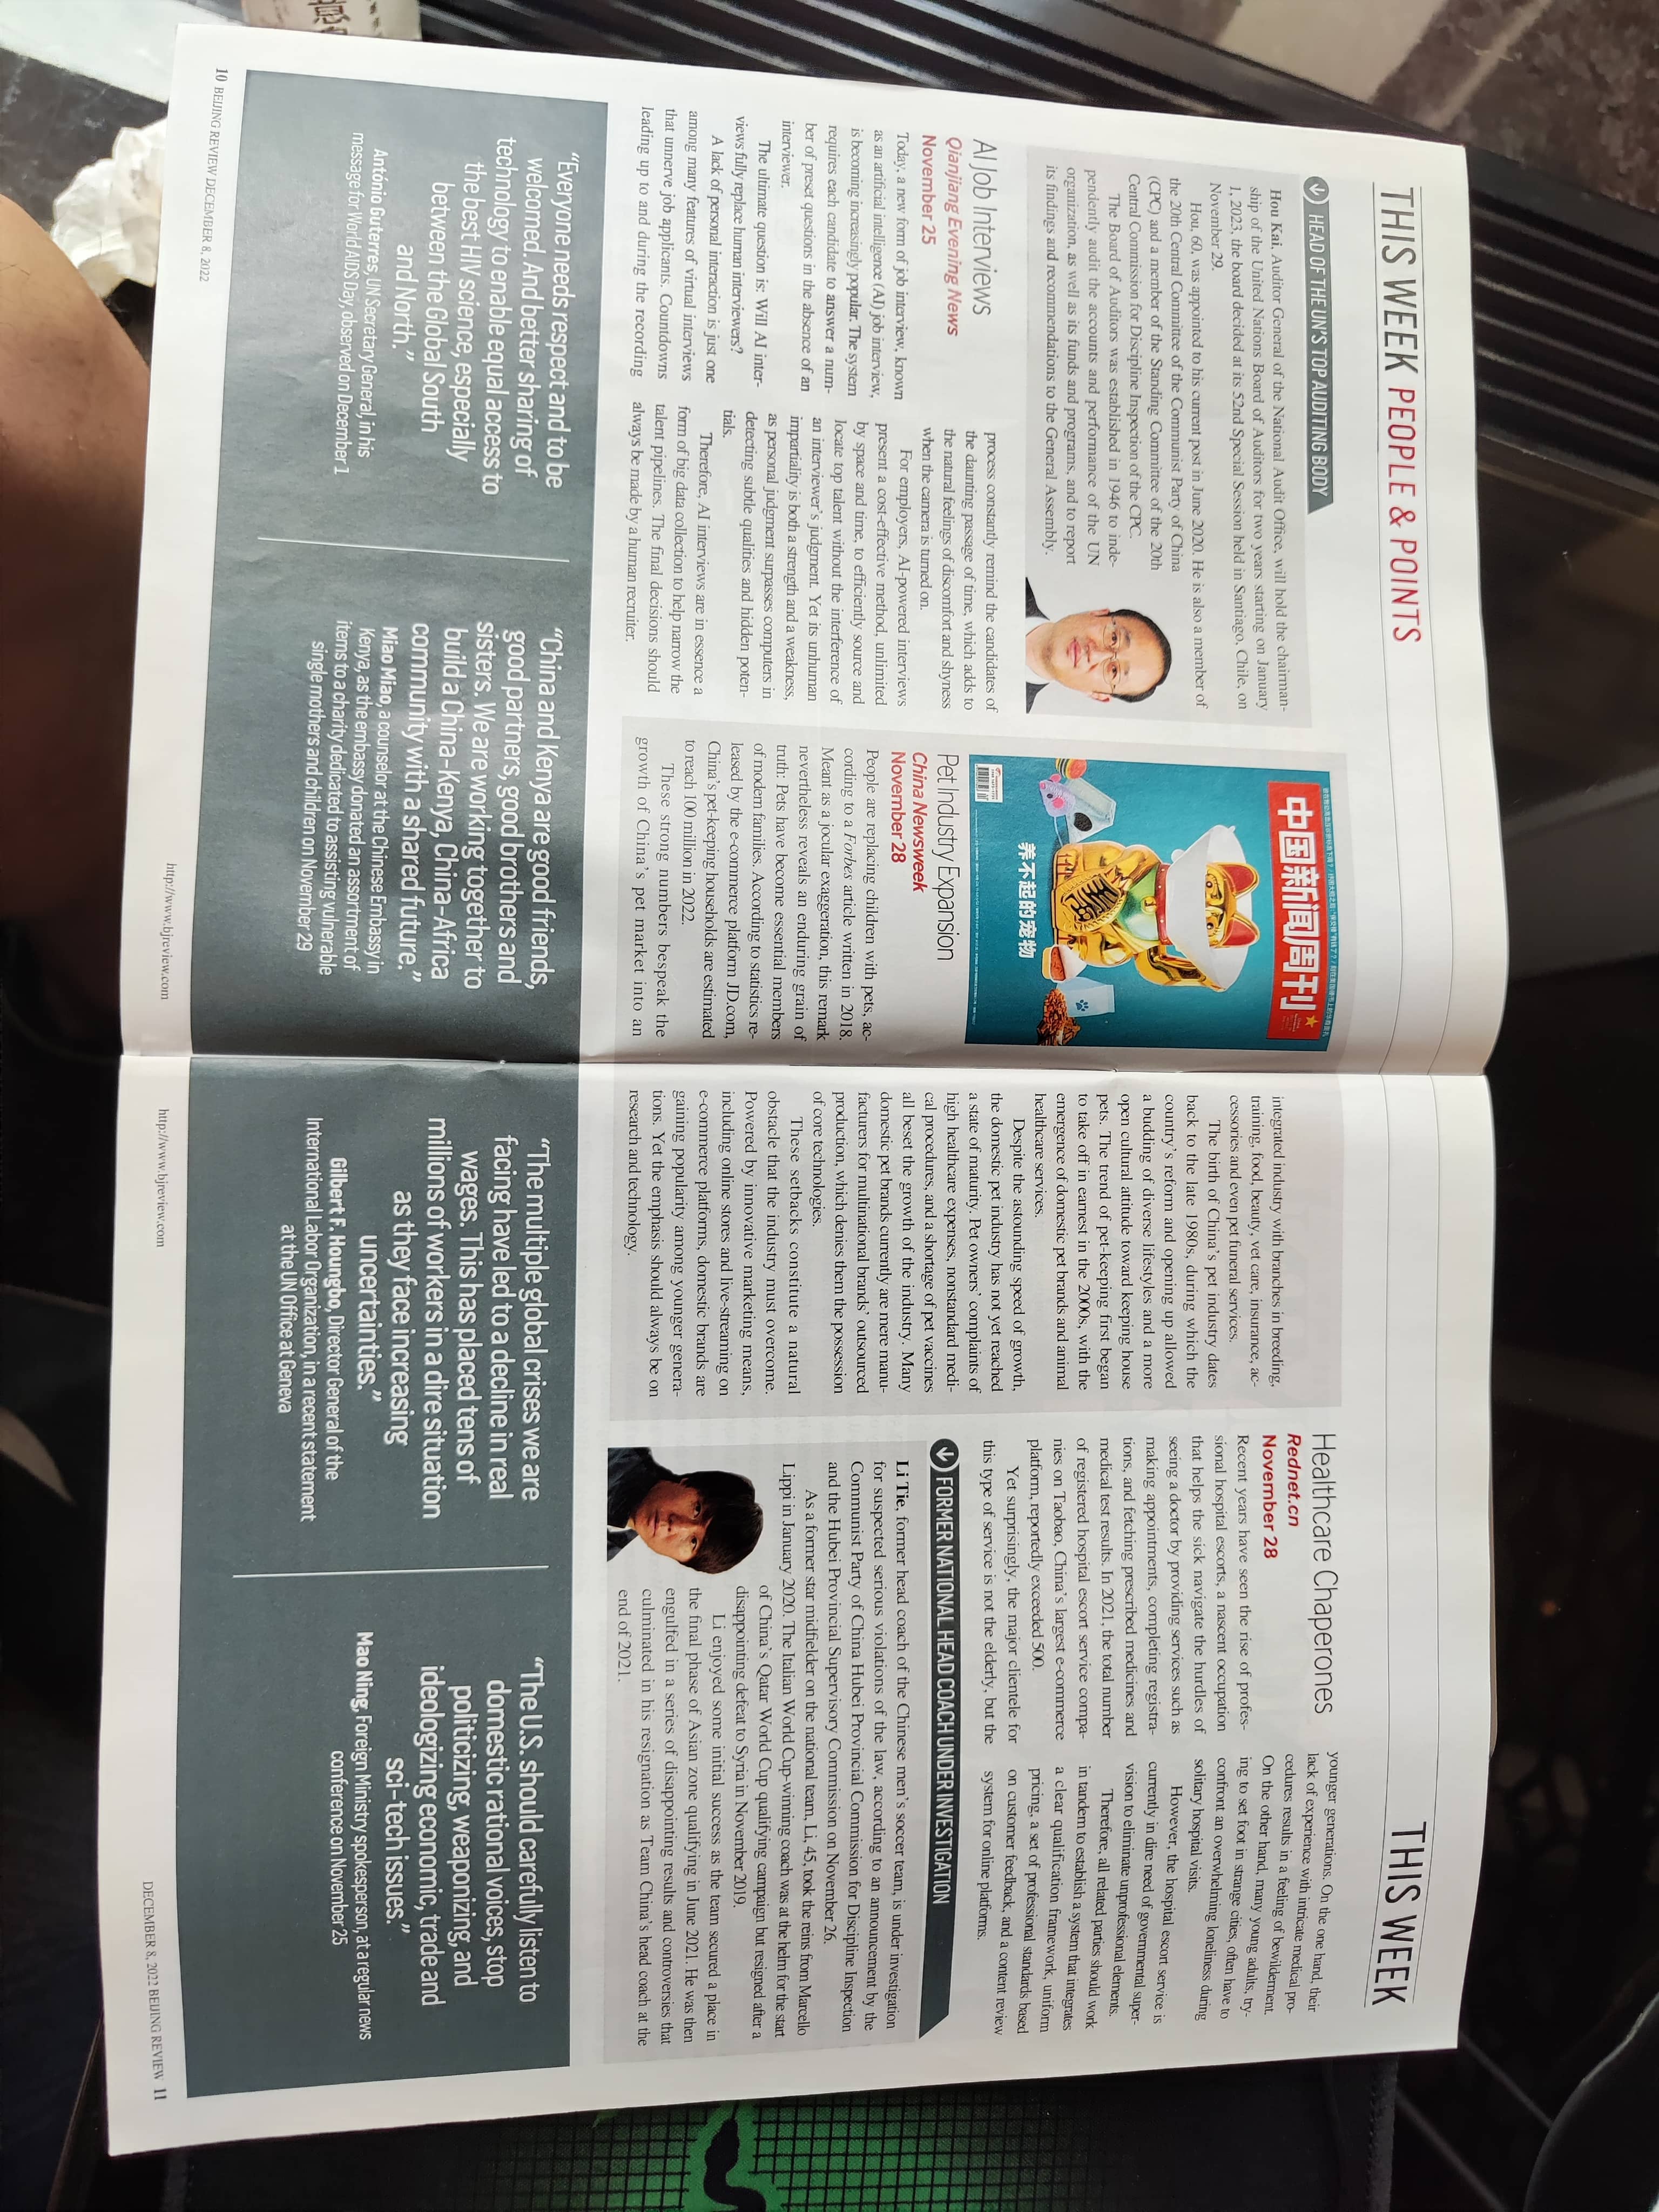 THIS WEEK PEOPLE & POINTS
HEAD OF THE UN'S TOP AUDITING BODY
Hou Kai, Auditor General of the National Audit Office, will hold the chairman-
ship of the United Nations Board of Auditors for two years starting on January
1, 2023, the board decided at its 52nd Special Session held in Santiago, Chile, on
November 29.
Hou, 60, was appointed to his current post in June 2020. He is also a member of
the 20th Central Committee of the Communist Party of China
(CPC) and a member of the Standing Committee of the 20th
Central Commission for Discipline Inspection of the CPC.
The Board of Auditors was established in 1946 to inde-
pendently audit the accounts and performance of the UN
organization, as well as its funds and programs, and to report
its findings and recommendations to the General Assembly.
AI Job Interviews
Qianjiang Evening News
November 25
Today, a new form of job interview, known
as an artificial intelligence (AI) job interview,
is becoming increasingly popular. The system
requires each candidate to answer a num-
ber of preset questions in the absence of an
interviewer.
The ultimate question is: Will AI inter-
views fully replace human interviewers?
A lack of personal interaction is just one
among many features of virtual interviews
that unnerve job applicants. Countdowns
leading up to and during the recording
process constantly remind the candidates of
the daunting passage of time, which adds to
the natural feelings of discomfort and shyness
when the camera is turned on.
For employers, AI-powered interviews
present a cost-effective method, unlimited
by space and time, to efficiently source and
locate top talent without the interference of
an interviewer's judgment. Yet its unhuman
impartiality is both a strength and a weakness,
as personal judgment surpasses computers in
detecting subtle qualities and hidden poten-
tials.
Therefore, AI interviews are in essence a
form of big data collection to help narrow the
talent pipelines. The final decisions should
always be made by a human recruiter.
中国新闻周刊
养不起的宠物
Pet Industry Expansion
China Newsweek
November 28
People are replacing children with pets, ac-
cording to a Forbes article written in 2018.
Meant as a jocular exaggeration, this remark
nevertheless reveals an enduring grain of
truth: Pets have become essential members
of modern families. According to statistics re-
leased by the e-commerce platform JD.com,
China's pet-keeping households are estimated
to reach 100 million in 2022.
These strong numbers bespeak the
growth of China's pet market into an
"Everyone needs respect and to be
welcomed. And better sharing of
technology to enable equal access to
the best HIV science, especially
between the Global South
and North."
António Guterres, UN Secretary General, in his
message for World AIDS Day, observed on December 1
"China and Kenya are good friends,
good partners, good brothers and
sisters. We are working together to
build a China-Kenya, China-Africa
community with a shared future."
Miao Miao, a counselor at the Chinese Embassy in
Kenya, as the embassy donated an assortment of
items to a charity dedicated to assisting vulnerable
single mothers and children on November 29
10 BEIJING REVIEW DECEMBER 8, 2022
http://www.bjreview.com
THIS WEEK
integrated industry with branches in breeding,
training, food, beauty, vet care, insurance, ac-
cessories and even pet funeral services.
The birth of China's pet industry dates
back to the late 1980s, during which the
country's reform and opening up allowed
a budding of diverse lifestyles and a more
open cultural attitude toward keeping house
pets. The trend of pet-keeping first began
to take off in earnest in the 2000s, with the
emergence of domestic pet brands and animal
healthcare services.
Despite the astounding speed of growth,
the domestic pet industry has not yet reached
a state of maturity. Pet owners' complaints of
high healthcare expenses, nonstandard medi-
cal procedures, and a shortage of pet vaccines
all beset the growth of the industry. Many
domestic pet brands currently are mere manu-
facturers for multinational brands' outsourced
production, which denies them the possession
of core technologies.
These setbacks constitute a natural
obstacle that the industry must overcome.
Powered by innovative marketing means,
including online stores and live-streaming on
e-commerce platforms, domestic brands are
gaining popularity among younger genera-
tions. Yet the emphasis should always be on
research and technology.
Healthcare Chaperones
Rednet.cn
November 28
Recent years have seen the rise of profes-
sional hospital escorts, a nascent occupation
that helps the sick navigate the hurdles of
seeing a doctor by providing services such as
making appointments, completing registra-
tions, and fetching prescribed medicines and
medical test results. In 2021, the total number
of registered hospital escort service compa-
nies on Taobao, China's largest e-commerce
platform, reportedly exceeded 500.
Yet surprisingly, the major clientele for
this type of service is not the elderly, but the
younger generations. On the one hand, their
lack of experience with intricate medical pro-
cedures results in a feeling of bewilderment.
On the other hand, many young adults, try-
ing to set foot in strange cities, often have to
confront an overwhelming loneliness during
solitary hospital visits.
However, the hospital escort service is
currently in dire need of governmental super-
vision to eliminate unprofessional elements.
Therefore, all related parties should work
in tandem to establish a system that integrates
a clear qualification framework, uniform
pricing, a set of professional standards based
on customer feedback, and a content review
system for online platforms.
FORMER NATIONAL HEAD COACH UNDER INVESTIGATION
Li Tie, former head coach of the Chinese men's soccer team, is under investigation
for suspected serious violations of the law, according to an announcement by the
Communist Party of China Hubei Provincial Commission for Discipline Inspection
and the Hubei Provincial Supervisory Commission on November 26.
As a former star midfielder on the national team, Li, 45, took the reins from Marcello
Lippi in January 2020. The Italian World Cup-winning coach was at the helm for the start
of China's Qatar World Cup qualifying campaign but resigned after a
disappointing defeat to Syria in November 2019.
Li enjoyed some initial success as the team secured a place in
the final phase of Asian zone qualifying in June 2021. He was then
engulfed in a series of disappointing results and controversies that
culminated in his resignation as Team China's head coach at the
end of 2021.
"The multiple global crises we are
facing have led to a decline in real
wages. This has placed tens of
millions of workers in a dire situation
as they face increasing
uncertainties."
Gilbert F. Houngbo, Director General of the
International Labor Organization, in a recent statement
at the UN Office at Geneva
"The U.S. should carefully listen to
domestic rational voices, stop
politicizing, weaponizing, and
ideologizing economic, trade and
sci-tech issues."
Mao Ning, Foreign Ministry spokesperson, at a regular news
conference on November 25
http://www.bjreview.com
DECEMBER 8, 2022 BEIJING REVIEW 11